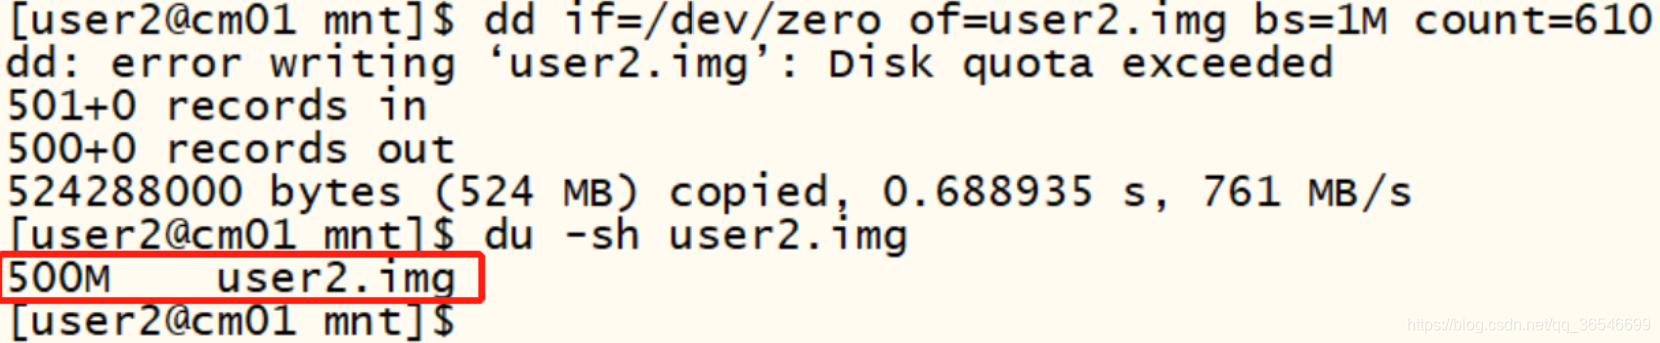 [user2@cm01 mnt]$ dd if=/dev/zero of=user2.img bs=1M count=610
dd: error writing ‘user2.img’: Disk quota exceeded
501+0 records in
500+0 records out
524288000 bytes (524 MB) copied, 0.688935 s, 761 MB/s
[user2@cm01 mnt]$ du -sh user2.img
500M    user2.img
[user2@cm01 mnt]$
https://blog.csdn.net/qq_36546699